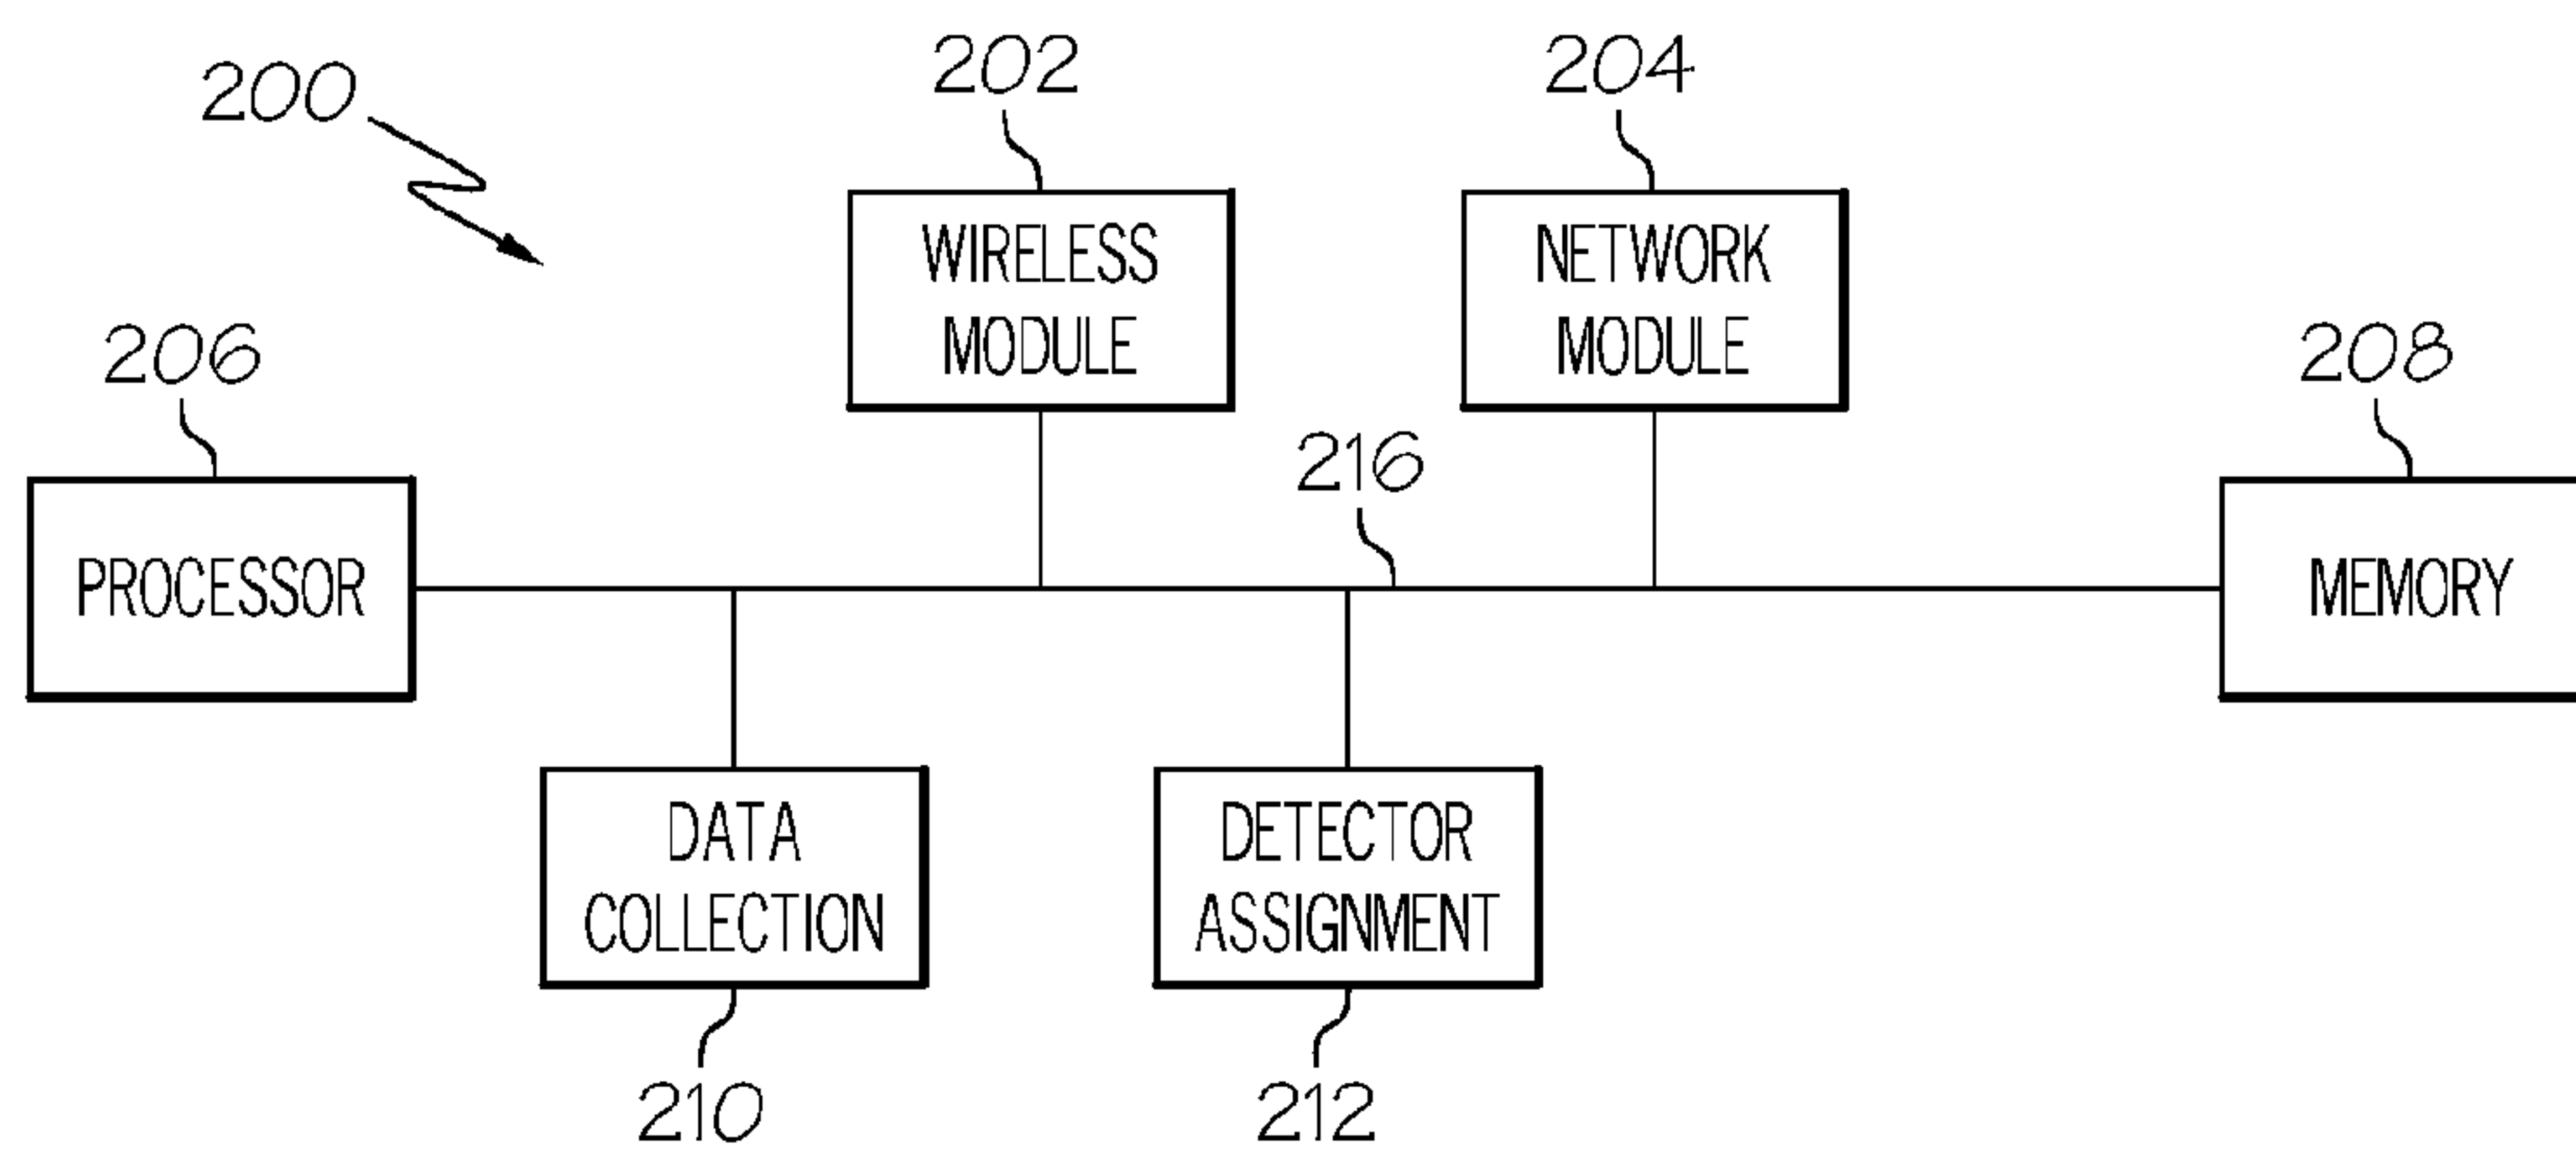 200
202
204
WIRELESS
MODULE
NETWORK
MODULE
206
208
216
PROCESSOR
MEMORY
DATA
COLLECTION
DETECTOR
ASSIGNMENT
210
212